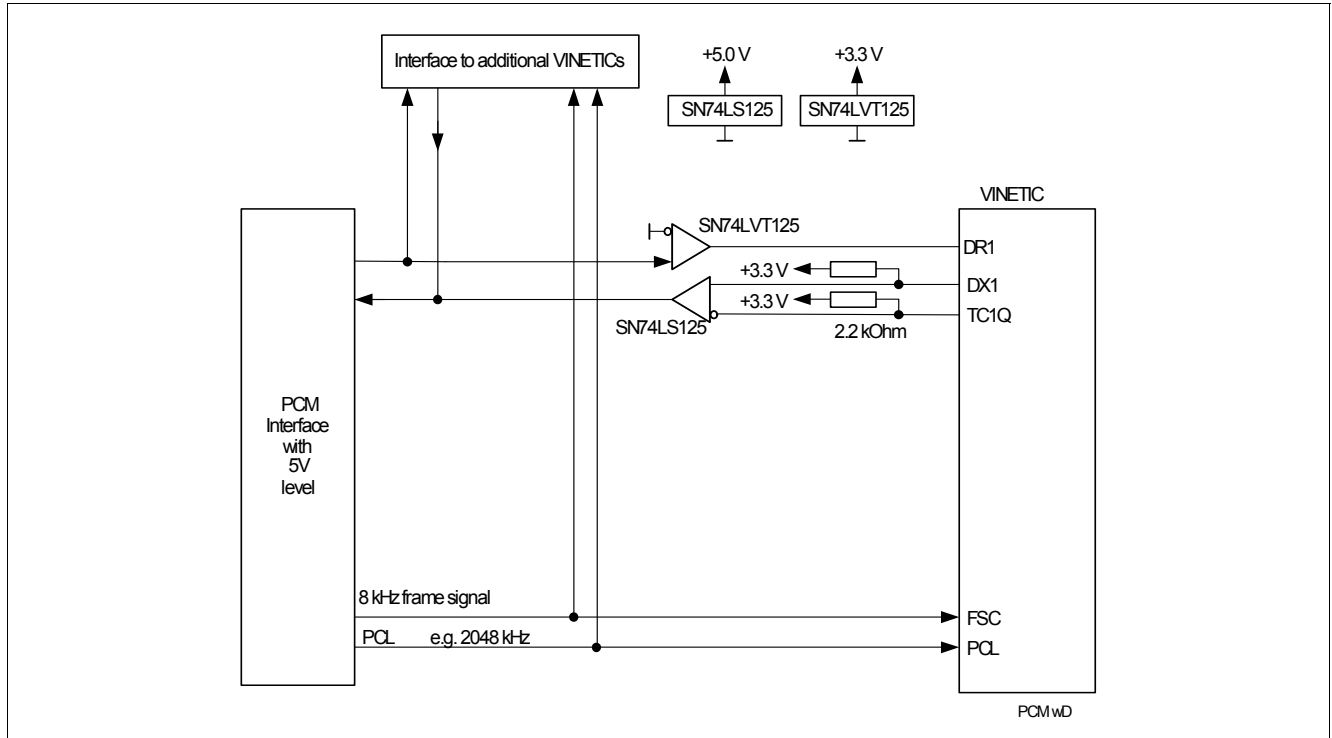 Interface to additional VINETICs
+5.0 V
+3.3 V
SN74LS125
SN74LVT125
VINETIC
SN74LVT125
DR1
+3.3 V
DX1
+3.3 V
TC1Q
SN74LS125
2.2 kOhm
PCM
Interface
with
5V
level
8 kHz frame signal
FSC
PCL e.g. 2048 kHz
PCL
PCM wD